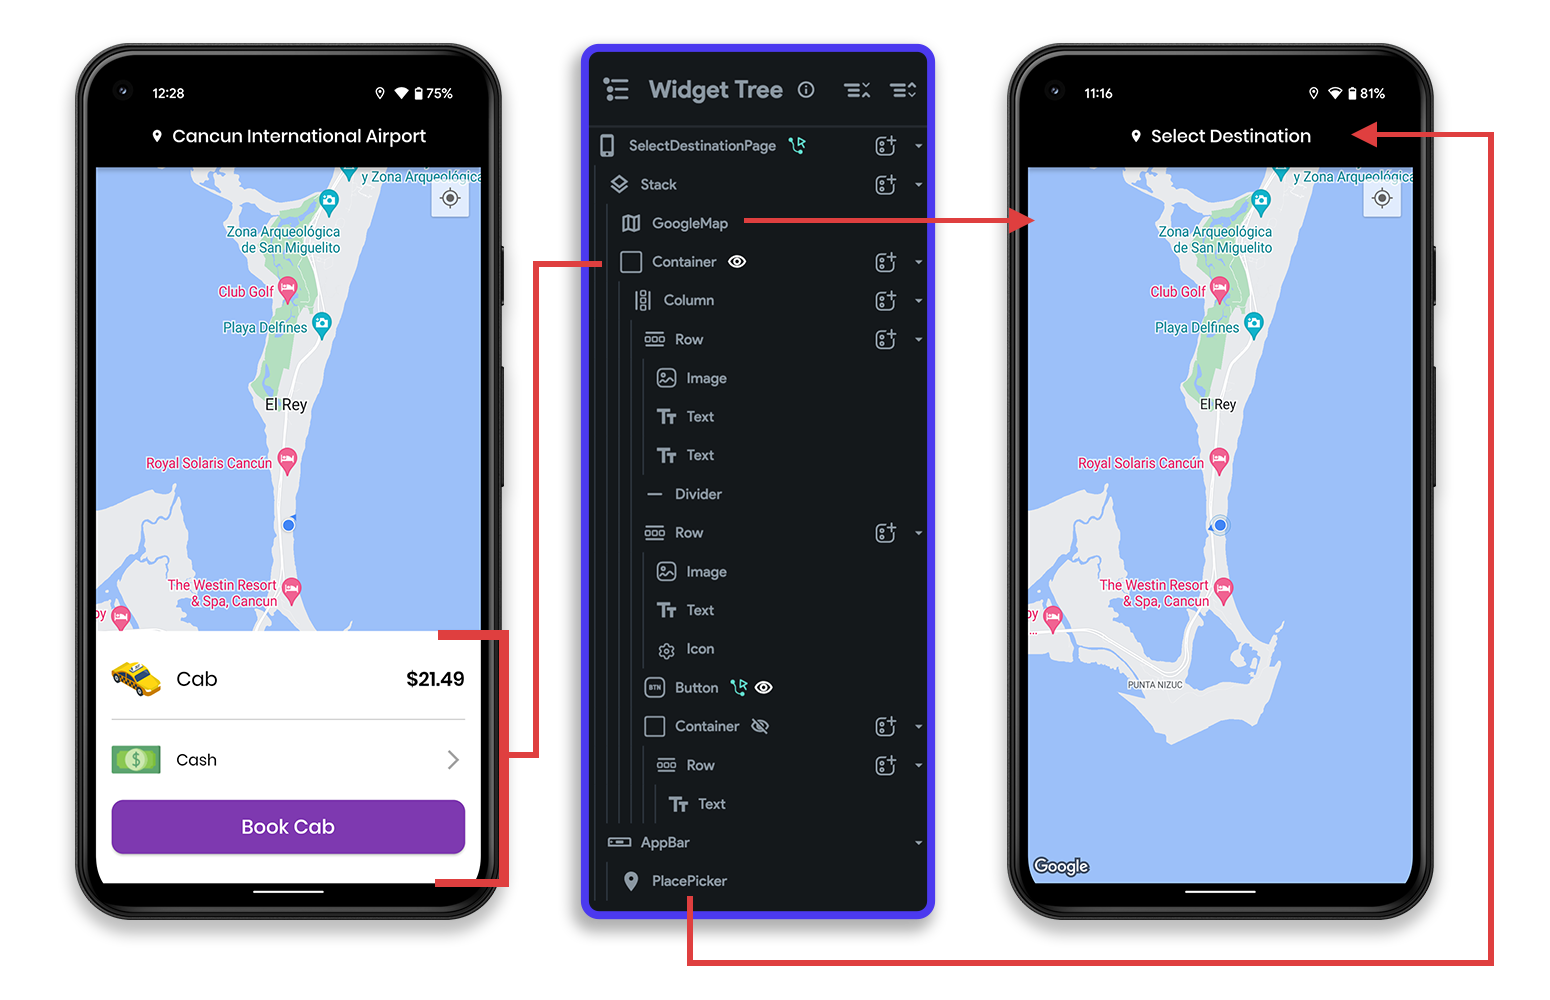 12:28
75%
Cancun International Airport
y Zona Arqueológica
Zona Arqueológica
de San Miguelito
Club Golf
Playa Delfines
El Rey
Royal Solaris Cancún
The Westin Resort
& Spa, Cancun
by
Cab
$21.49
$
Cash
Book Cab
Widget Tree
SelectDestinationPage
Stack
GoogleMap
Container
Column
Row
Image
Text
Text
Divider
Row
Image
Text
Icon
BTN
Button
Container
Row
Text
AppBar
PlacePicker
11:16
81%
Select Destination
y Zona Arqueológica
Zona Arqueológica
de San Miguelito
Club Golf
Playa Delfines
El Rey
Royal Solaris Cancún
The Westin Resort
& Spa, Cancun
by
...
PUNTA NIZUC
Google